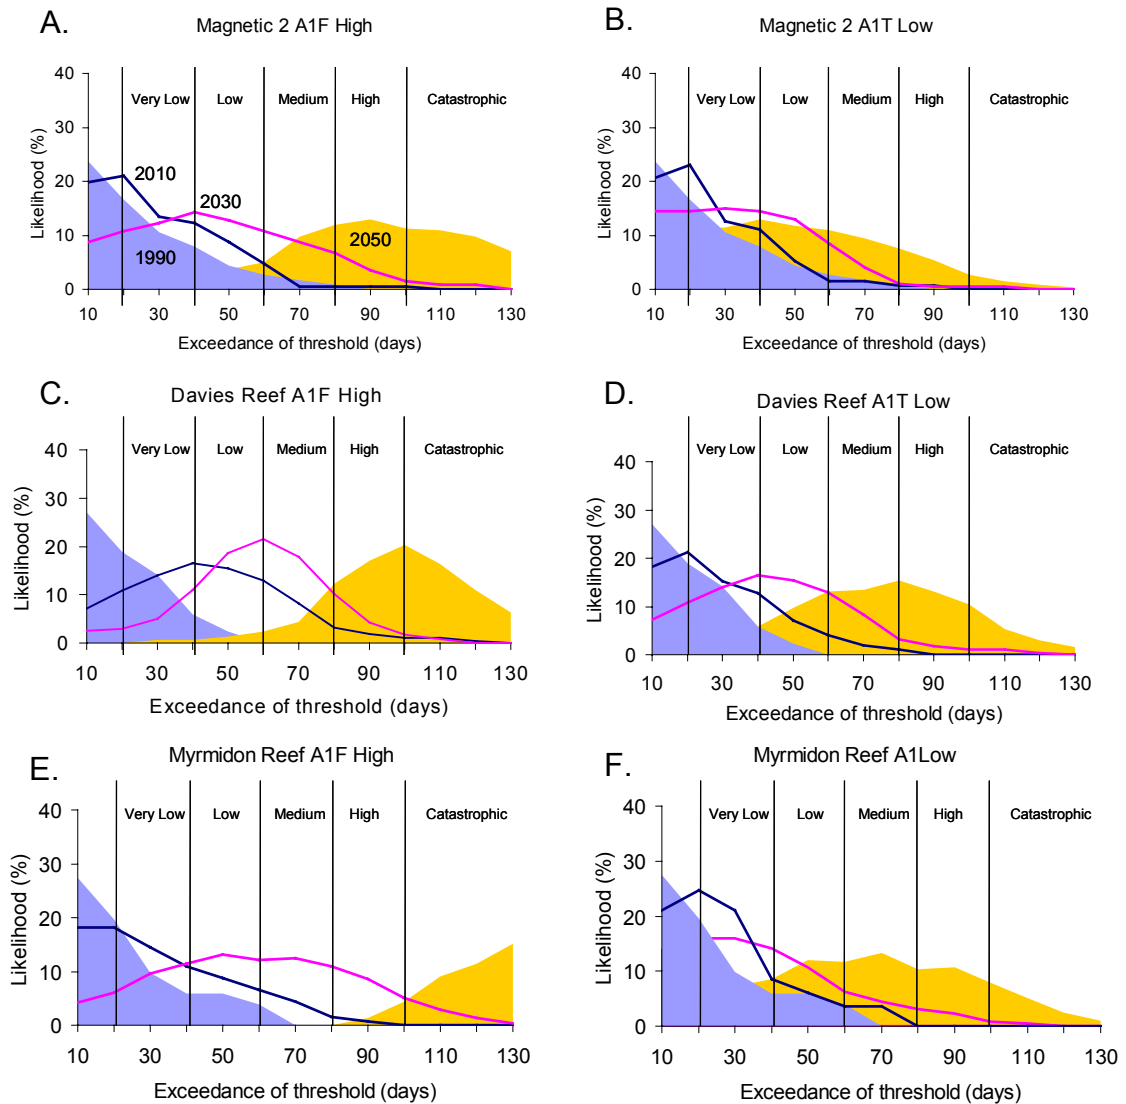 A.
Magnetic 2 A1F High
40
30
20
10
0
Likelihood (%)
Very Low Low Medium High Catastrophic
2010
2030
1990
2050
10 30 50 70 90 110 130
Exceedance of threshold (days)
B.
Magnetic 2 A1T Low
40
30
20
10
0
Likelihood (%)
Very Low Low Medium High Catastrophic
10 30 50 70 90 110 130
Exceedance of threshold (days)
C.
Davies Reef A1F High
40
30
20
10
0
Likelihood (%)
Very Low Low Medium High Catastrophic
10 30 50 70 90 110 130
Exceedance of threshold (days)
D.
Davies Reef A1T Low
40
30
20
10
0
Likelihood (%)
Very Low Low Medium High Catastrophic
10 30 50 70 90 110 130
Exceedance of threshold (days)
E.
Myrmidon Reef A1F High
40
30
20
10
0
Likelihood (%)
Very Low Low Medium High Catastrophic
10 30 50 70 90 110 130
Exceedance of threshold (days)
F.
Myrmidon Reef A1Low
40
30
20
10
0
Likelihood (%)
Very Low Low Medium High Catastrophic
10 30 50 70 90 110 130
Exceedance of threshold (days)